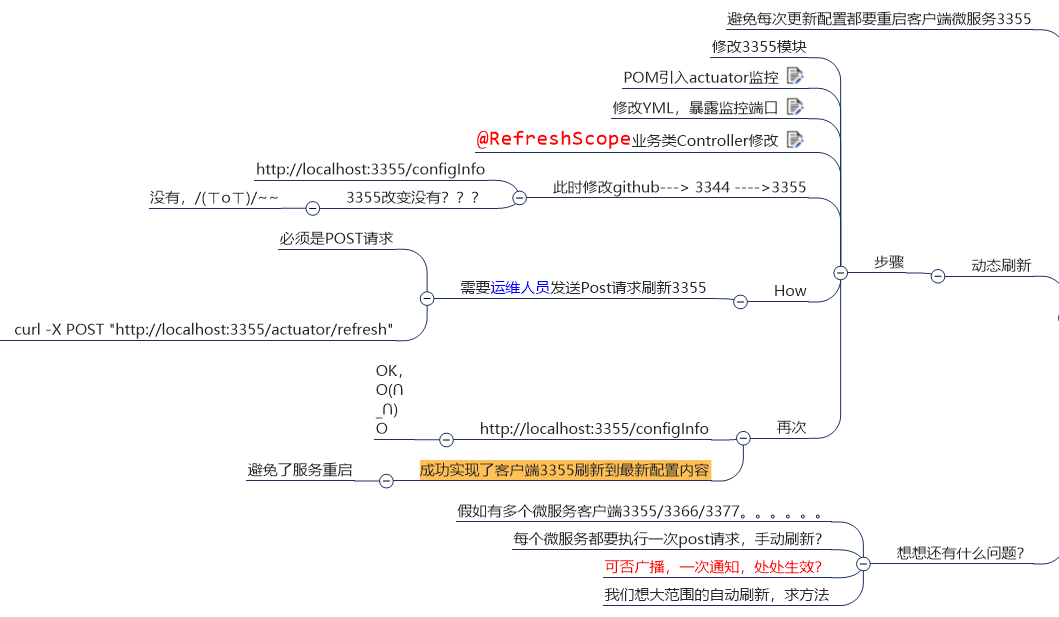 避免每次更新配置都要重启客户端微服务3355
修改3355模块
POM引入actuator监控
修改YML，暴露监控端口
@RefreshScope业务类Controller修改
http://localhost:3355/configInfo
此时修改github---> 3344 ---->3355
没有，/(ㄒoㄒ)/~~
3355改变没有？？？
必须是POST请求
步骤
动态刷新
需要运维人员发送Post请求刷新3355
How
curl -X POST "http://localhost:3355/actuator/refresh"
OK，
O(∩
_∩)
O
http://localhost:3355/configInfo
再次
避免了服务重启
成功实现了客户端3355刷新到最新配置内容
假如有多个微服务客户端3355/3366/3377。。。。。。
每个微服务都要执行一次post请求，手动刷新？
想想还有什么问题？
可否广播，一次通知，处处生效？
我们想大范围的自动刷新，求方法